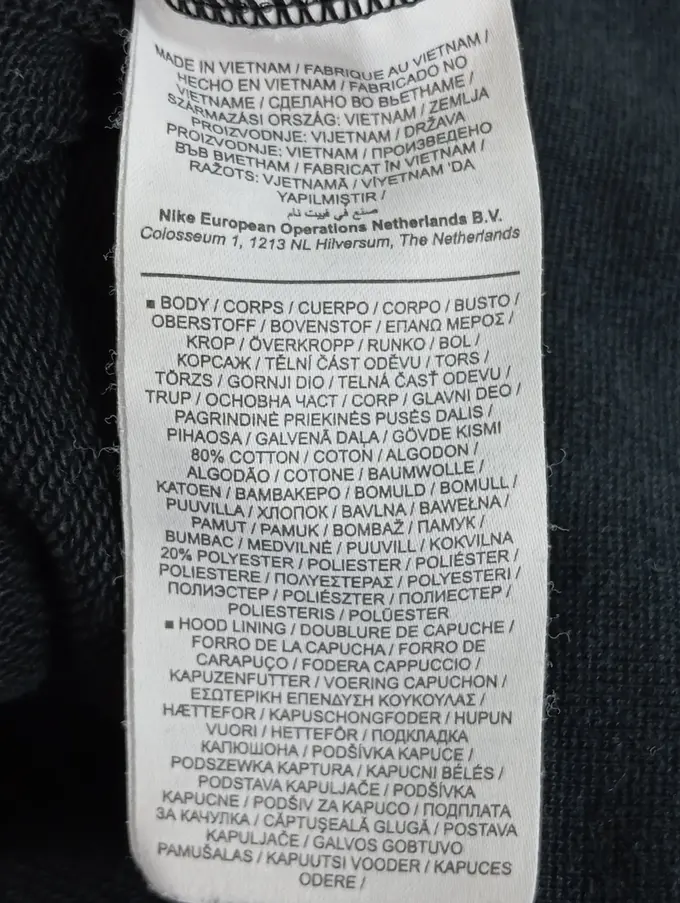 MADE IN VIETNAM / FABRIQUE AU VIETNAM /
HECHO EN VIETNAM / FABRICADO NO
VIETNAME / СДЕЛАНО ВО ВЬЕТНАМЕ /
SZÁRMAZÁSI ORSZÁG: VIETNAM / ZEMLJA
PROIZVODNJE: VIJETNAM / DRŽAVA
PROIZVODNJE: VIETNAM / ПРОИЗВЕДЕНО
ВЪВ ВИЕТНАМ / FABRICAT ÎN VIETNAM /
RAŽOTS: VJETNAMĀ / VİYETNAM 'DA
YAPILMIŞTIR /
صنع في فييت نام
Nike European Operations Netherlands B.V.
Colosseum 1, 1213 NL Hilversum, The Netherlands
■ BODY / CORPS / CUERPO / CORPO / BUSTO /
OBERSTOFF / BOVENSTOF / ΕΠΑΝΩ ΜΕΡΟΣ /
KROP / ÖVERKROPP / RUNKO / BOL /
КОРСАЖ / TĚLNÍ ČÁST ODĚVU / TORS /
TÖRZS / GORNJI DIO / TELNÁ ČASŤ ODEVU /
TRUP / ОСНОВНА ЧАСТ / CORP / GLAVNI DEO /
PAGRINDINĖ PRIEKINĖS PUSĖS DALIS /
PIHAOSA / GALVENĀ DAĻA / GÖVDE KISMI
80% COTTON / COTON / ALGODON /
ALGODÃO / COTONE / BAUMWOLLE /
KATOEN / ΒΑΜΒΑΚΕΡΟ / BOMULD / BOMULL /
PUUVILLA / ХЛОПОК / BAVLNA / BAWEŁNA /
PAMUT / PAMUK / BOMBAŽ / ПАМУК /
BUMBAC / MEDVILNĖ / PUUVILL / KOKVILNA
20% POLYESTER / POLIESTER / POLIÉSTER /
POLIESTERE / ΠΟΛΥΕΣΤΕΡΑΣ / POLYESTERI /
ПОЛИЭСТЕР / POLIÉSZTER / ПОЛИЕСТЕР /
POLIESTERIS / POLÜESTER
■ HOOD LINING / DOUBLURE DE CAPUCHE /
FORRO DE LA CAPUCHA / FORRO DE
CARAPUÇO / FODERA CAPPUCCIO /
KAPUZENFUTTER / VOERING CAPUCHON /
ΕΣΩΤΕΡΙΚΗ ΕΠΕΝΔΥΣΗ ΚΟΥΚΟΥΛΑΣ /
HÆTTEFOR / KAPUSCHONGFODER / HUPUN
VUORI / HETTEFÔR / ПОДКЛАДКА
КАПЮШОНА / PODŠÍVKA KAPUCE /
PODSZEWKA KAPTURA / KAPUCNI BÉLÉS /
PODSTAVA KAPULJAČE / PODŠÍVKA
KAPUCNE / PODŠIV ZA KAPUCO / ПОДПЛАТА
ЗА КАЧУЛКА / CĂPTUŞEALĂ GLUGĂ / POSTAVA
KAPULJAČE / GALVOS GOBTUVO
PAMUŠALAS / KAPUUTSI VOODER / KAPUCES
ODERE /